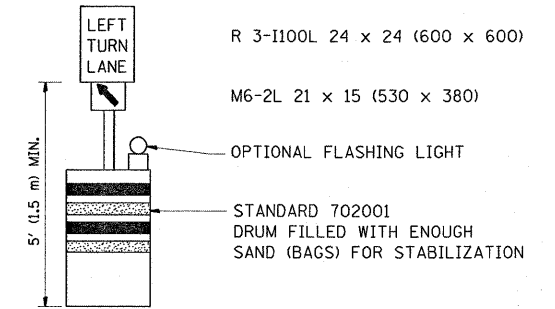 LEFT
TURN
LANE
R 3-I100L 24 x 24 (600 x 600)
M6-2L 21 x 15 (530 x 380)
OPTIONAL FLASHING LIGHT
5' (1.5 m) MIN.
STANDARD 702001
DRUM FILLED WITH ENOUGH
SAND (BAGS) FOR STABILIZATION